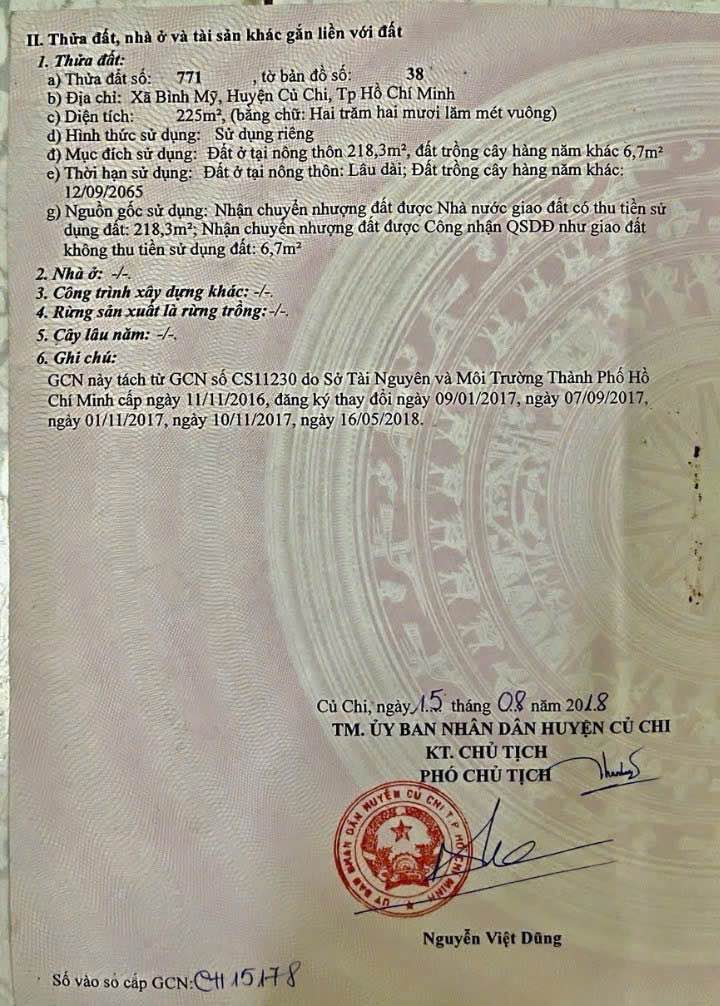 II. Thửa đất, nhà ở và tài sản khác gắn liền với đất
1. Thửa đất:
a) Thửa đất số: 771 , tờ bản đồ số: 38
b) Địa chỉ: Xã Bình Mỹ, Huyện Củ Chi, Tp Hồ Chí Minh
c) Diện tích: 225m², (bằng chữ: Hai trăm hai mươi lăm mét vuông)
d) Hình thức sử dụng: Sử dụng riêng
đ) Mục đích sử dụng: Đất ở tại nông thôn 218,3m², đất trồng cây hàng năm khác 6,7m²
e) Thời hạn sử dụng: Đất ở tại nông thôn: Lâu dài; Đất trồng cây hàng năm khác:
12/09/2065
g) Nguồn gốc sử dụng: Nhận chuyển nhượng đất được Nhà nước giao đất có thu tiền sử
dụng đất: 218,3m²; Nhận chuyển nhượng đất được Công nhận QSDĐ như giao đất
không thu tiền sử dụng đất: 6,7m²
2. Nhà ở: -/-.
3. Công trình xây dựng khác: -/-.
4. Rừng sản xuất là rừng trồng:-/-.
5. Cây lâu năm: -/-.
6. Ghi chú:
GCN này tách từ GCN số CS11230 do Sở Tài Nguyên và Môi Trường Thành Phố Hồ
Chí Minh cấp ngày 11/11/2016, đăng ký thay đổi ngày 09/01/2017, ngày 07/09/2017,
ngày 01/11/2017, ngày 10/11/2017, ngày 16/05/2018.
Củ Chi, ngày 15 tháng 08 năm 2018
TM. ỦY BAN NHÂN DÂN HUYỆN CỦ CHI
KT. CHỦ TỊCH
PHÓ CHỦ TỊCH
ỦY BAN NHÂN DÂN HUYỆN CỦ CHI T.P HỒ CHÍ MINH
Nguyễn Việt Dũng
Số vào sổ cấp GCN: CH 15178